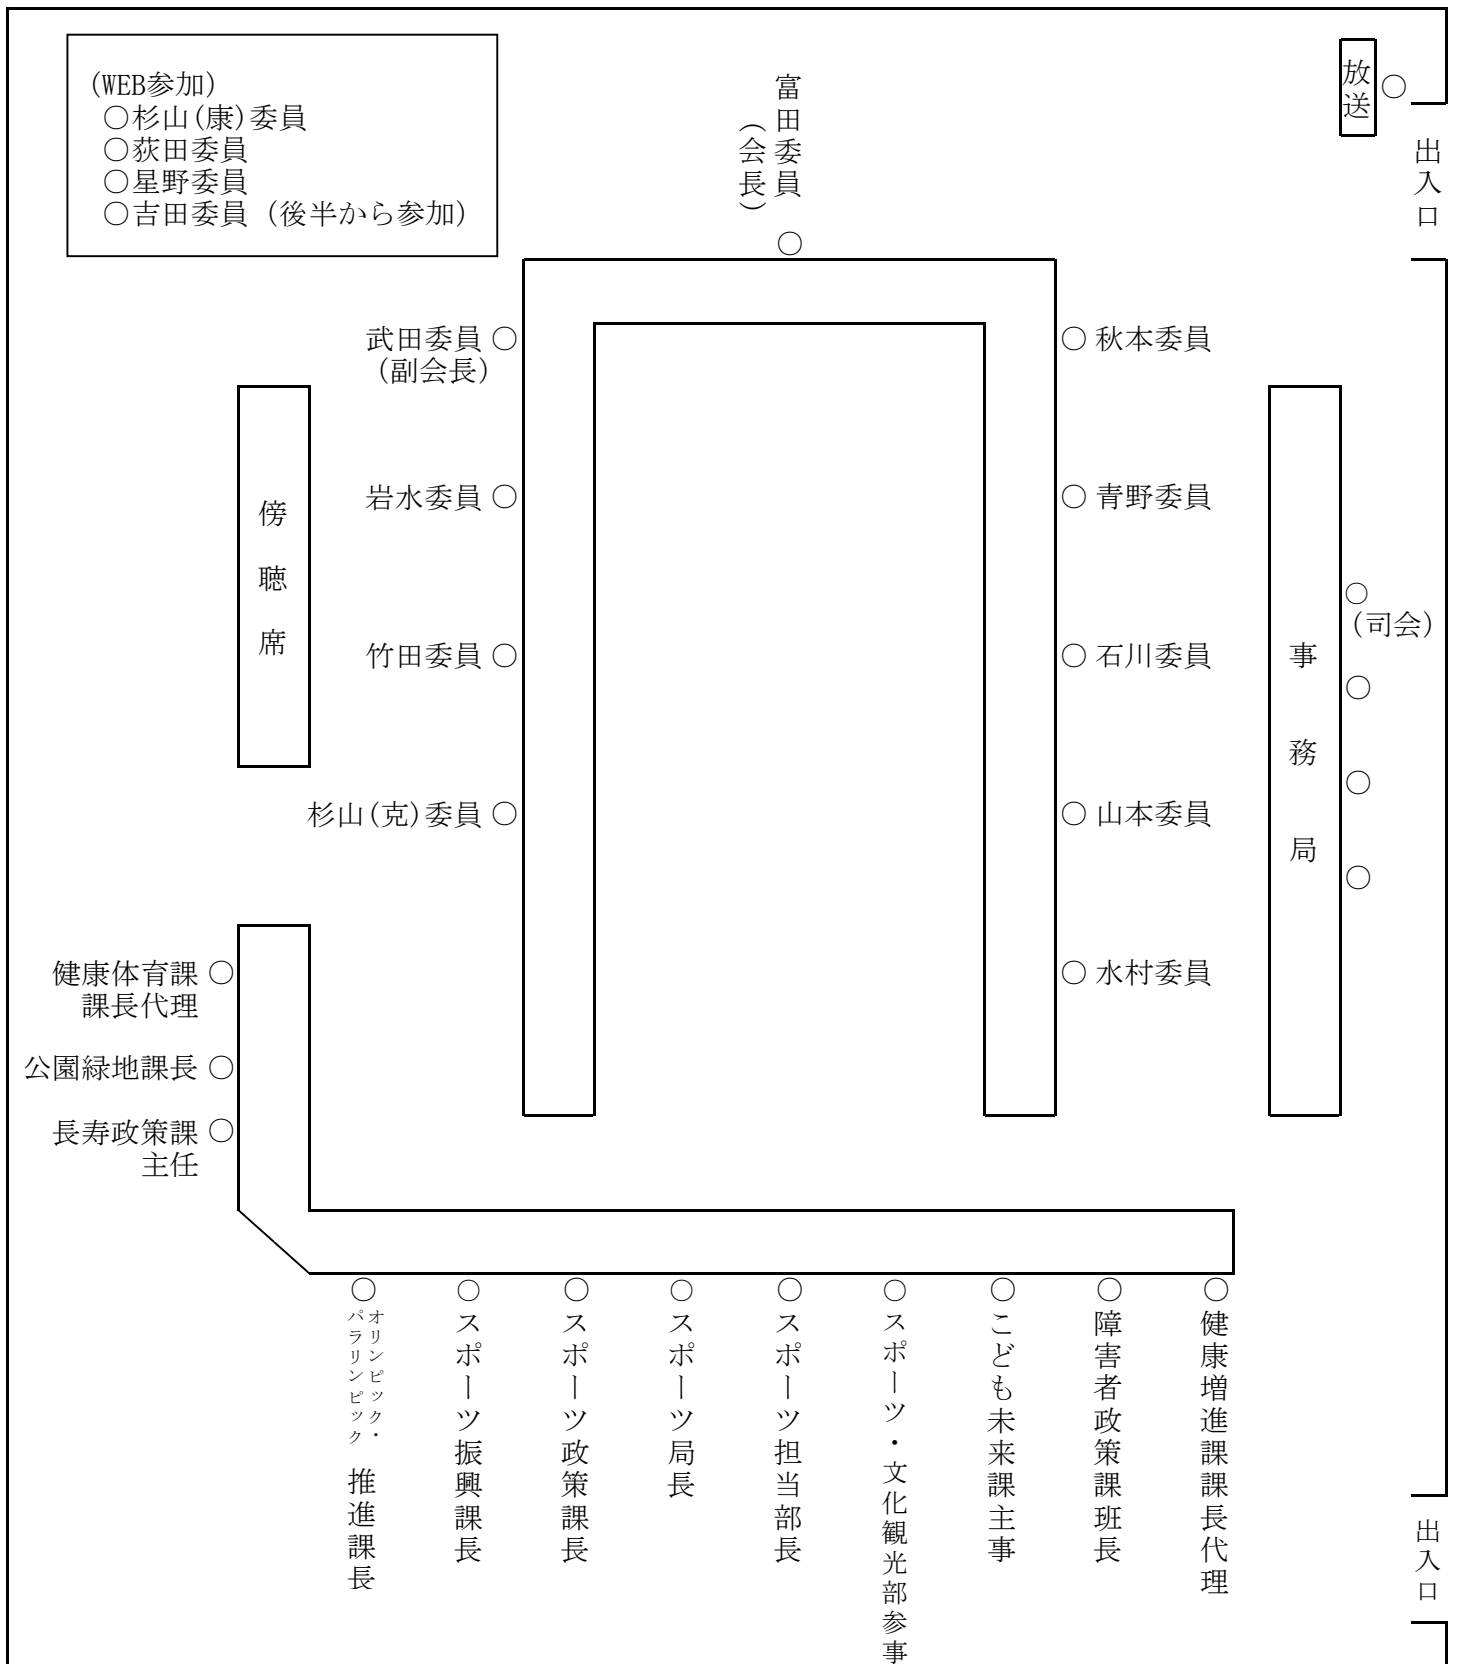 (WEB参加)
○杉山(康)委員
○荻田委員
○星野委員
○吉田委員 (後半から参加)
富田委員
(会長)
○
放送
○
出入口
武田委員 ○
(副会長)
○ 秋本委員
傍聴席
岩水委員 ○
○ 青野委員
竹田委員 ○
○ 石川委員
杉山(克)委員 ○
○ 山本委員
○ 水村委員
事務局
○
(司会)
○
○
○
健康体育課 ○
課長代理
公園緑地課長 ○
長寿政策課 ○
主任
○オリンピック・
パラリンピック
推進課長
○スポーツ振興課長
○スポーツ政策課長
○スポーツ局長
○スポーツ担当部長
○スポーツ・文化観光部参事
○こども未来課主事
○障害者政策課班長
○健康増進課課長代理
出入口